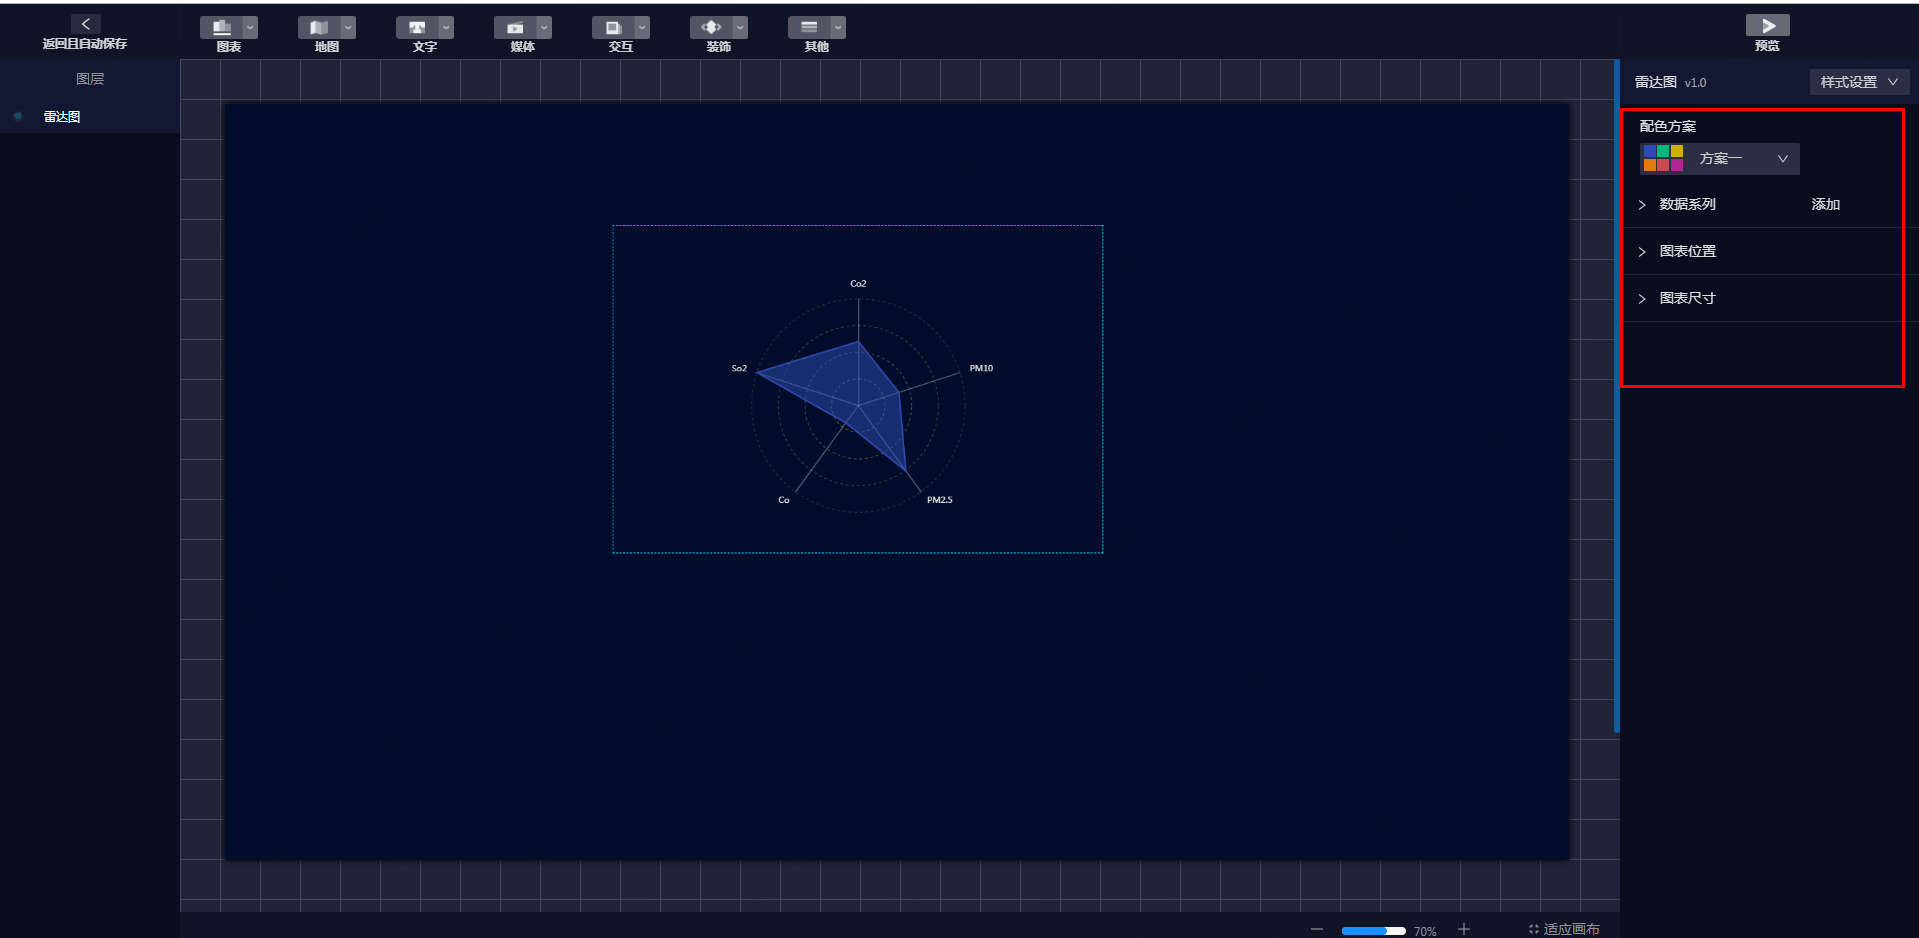 返回且自动保存
图表
地图
文字
媒体
交互
装饰
其他
预览
图层
雷达图
雷达图 v1.0
样式设置
配色方案
方案一
数据系列 添加
图表位置
图表尺寸
Co2
So2
PM10
Co
PM2.5
70%
适应画布